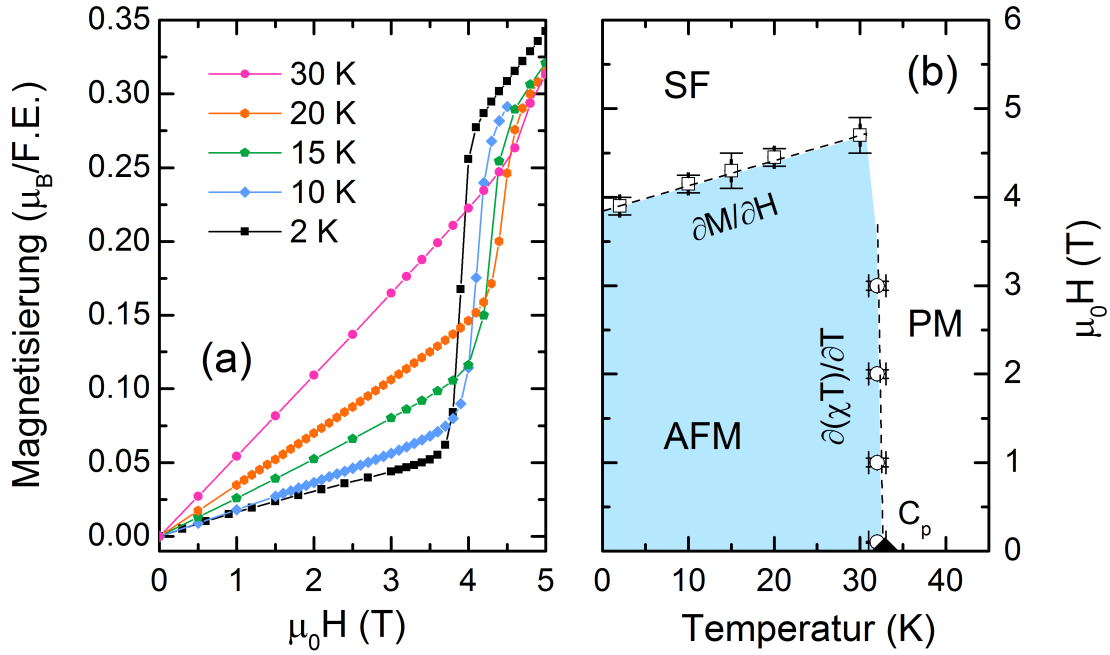 0.35
0.30
0.25
0.20
0.15
0.10
0.05
0.00
Magnetisierung (μB/F.E.)
30 K
20 K
15 K
10 K
2 K
(a)
0 1 2 3 4 5
μ0H (T)
(b)
SF
∂M/∂H
AFM
∂(χT)/∂T
PM
Cp
6
5
4
3
2
1
0
μ0H (T)
0 10 20 30 40
Temperatur (K)